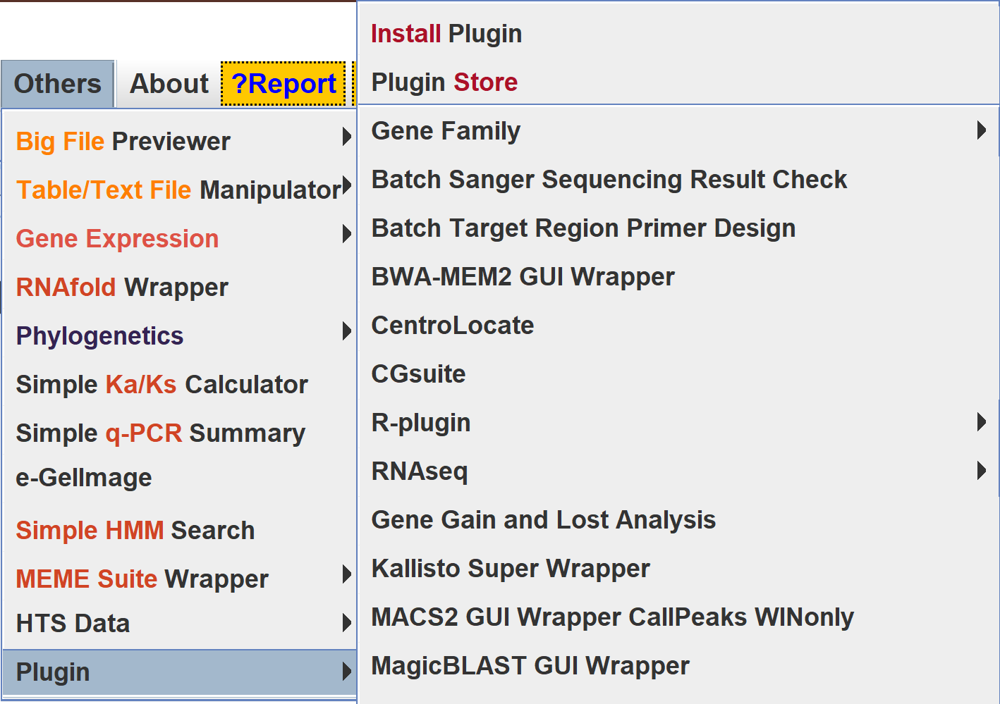 Others
About
?Report
Big File Previewer
Table/Text File Manipulator
Gene Expression
RNAfold Wrapper
Phylogenetics
Simple Ka/Ks Calculator
Simple q-PCR Summary
e-GelImage
Simple HMM Search
MEME Suite Wrapper
HTS Data
Plugin
Install Plugin
Plugin Store
Gene Family
Batch Sanger Sequencing Result Check
Batch Target Region Primer Design
BWA-MEM2 GUI Wrapper
CentroLocate
CGsuite
R-plugin
RNAseq
Gene Gain and Lost Analysis
Kallisto Super Wrapper
MACS2 GUI Wrapper CallPeaks WINonly
MagicBLAST GUI Wrapper